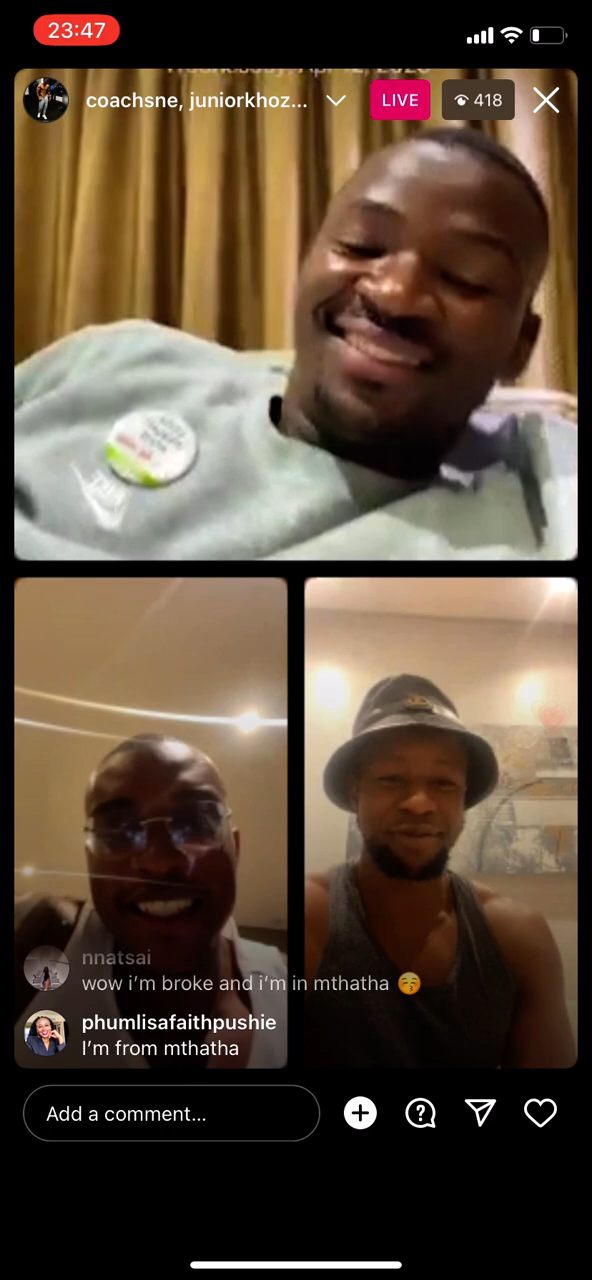 23:47
coachsne, juniorkhoz...
LIVE
418
nnatsai
wow i'm broke and i'm in mthatha 😚
phumlisafaithpushie
I'm from mthatha
Add a comment...